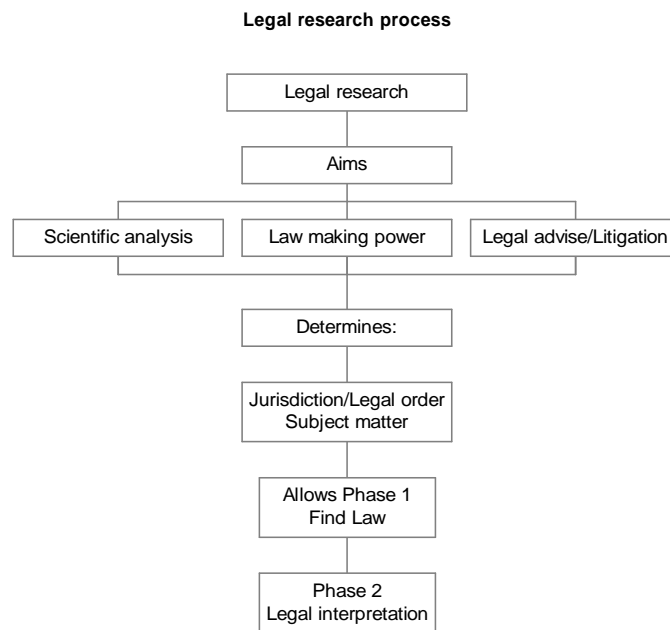 Legal research process
Legal research
Aims
Scientific analysis
Law making power
Legal advise/Litigation
Determines:
Jurisdiction/Legal order
Subject matter
Allows Phase 1
Find Law
Phase 2
Legal interpretation